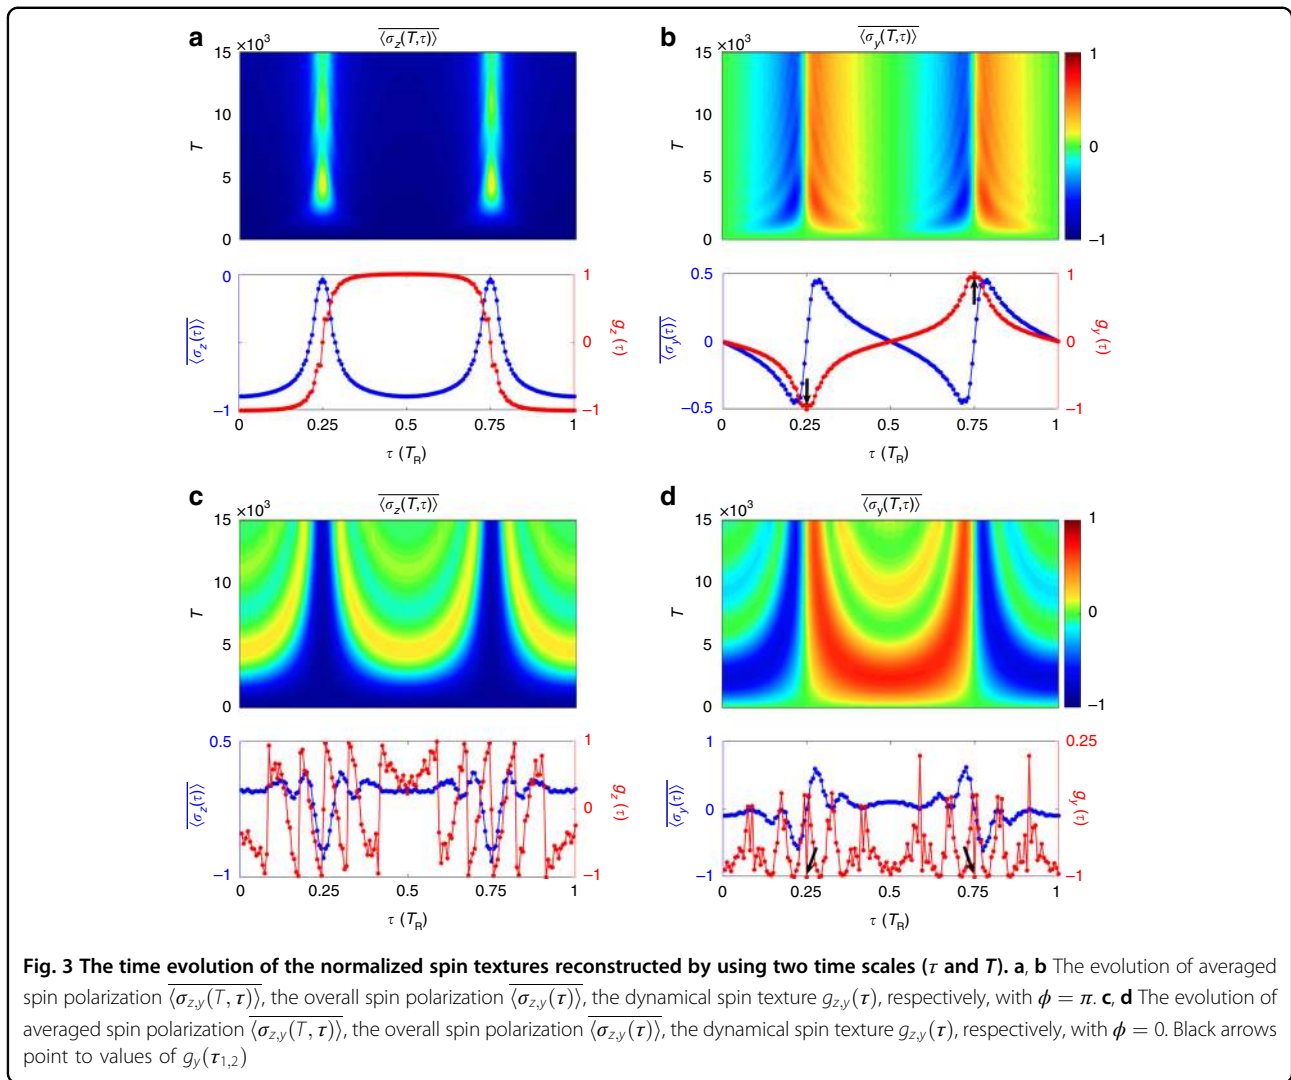 a
⟨σz(T,τ)⟩
×10³
15
10
5
0
T
b
⟨σy(T,τ)⟩
×10³
15
10
5
0
T
1
0
−1
0
−1
⟨σz(τ)⟩
1
0
−1
gz(τ)
0
0.25
0.5
0.75
1
τ (TR)
0.5
0
−0.5
⟨σy(τ)⟩
1
0
−1
gy(τ)
0
0.25
0.5
0.75
1
τ (TR)
c
⟨σz(T,τ)⟩
×10³
15
10
5
0
T
d
⟨σy(T,τ)⟩
×10³
15
10
5
0
T
1
0
−1
0.5
−1
⟨σz(τ)⟩
1
0
−1
gz(τ)
0
0.25
0.5
0.75
1
τ (TR)
1
0
−1
⟨σy(τ)⟩
0.25
−1
gy(τ)
0
0.25
0.5
0.75
1
τ (TR)
Fig. 3 The time evolution of the normalized spin textures reconstructed by using two time scales (τ and T). a, b The evolution of averaged
spin polarization ⟨σz,y(T, τ)⟩, the overall spin polarization ⟨σz,y(τ)⟩, the dynamical spin texture gz,y(τ), respectively, with ϕ = π. c, d The evolution of
averaged spin polarization ⟨σz,y(T, τ)⟩, the overall spin polarization ⟨σz,y(τ)⟩, the dynamical spin texture gz,y(τ), respectively, with ϕ = 0. Black arrows
point to values of gy(τ1,2)